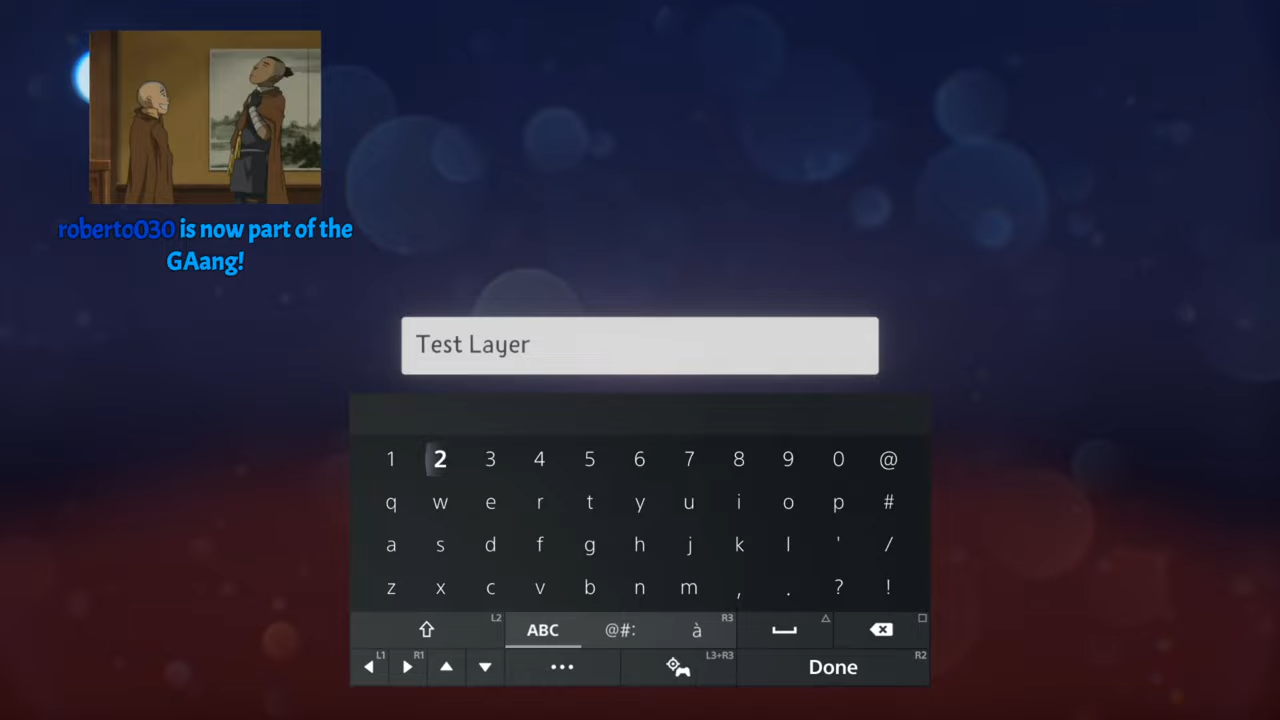 roberto030 is now part of the
GAang!
Test Layer
1 2 3 4 5 6 7 8 9 0 @
q w e r t y u i o p #
a s d f g h j k l ' /
z x c v b n m , . ? !
L2 ABC @#: à R3
L1 R1 ... L3+R3 Done R2